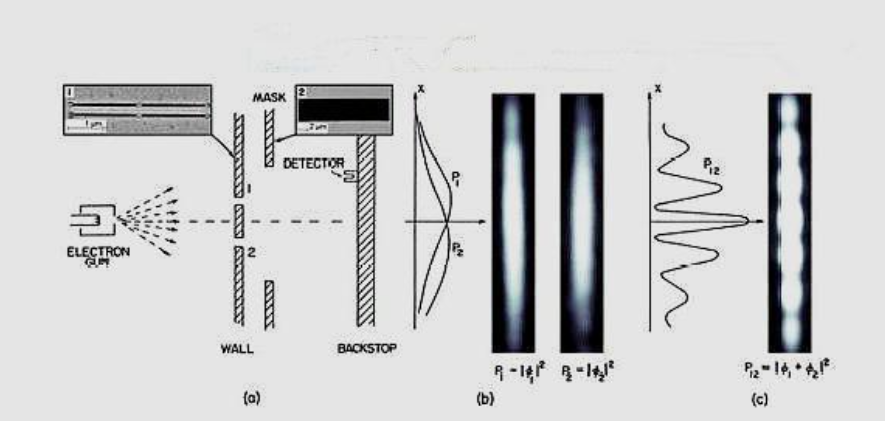 1
1 μm
MASK
2
2 μm
DETECTOR
1
2
ELECTRON
GUN
WALL
BACKSTOP
(a)
x
P₁
P₂
P₁ = |ϕ₁|²
P₂ = |ϕ₂|²
(b)
x
P₁₂
P₁₂ = |ϕ₁ + ϕ₂|²
(c)